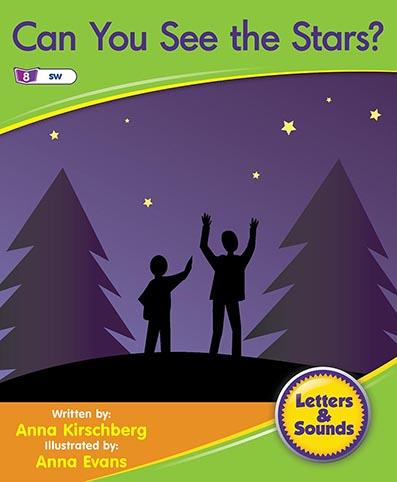 Can You See the Stars?
8 sw
Written by:
Anna Kirschberg
Illustrated by:
Anna Evans
Letters
&
Sounds